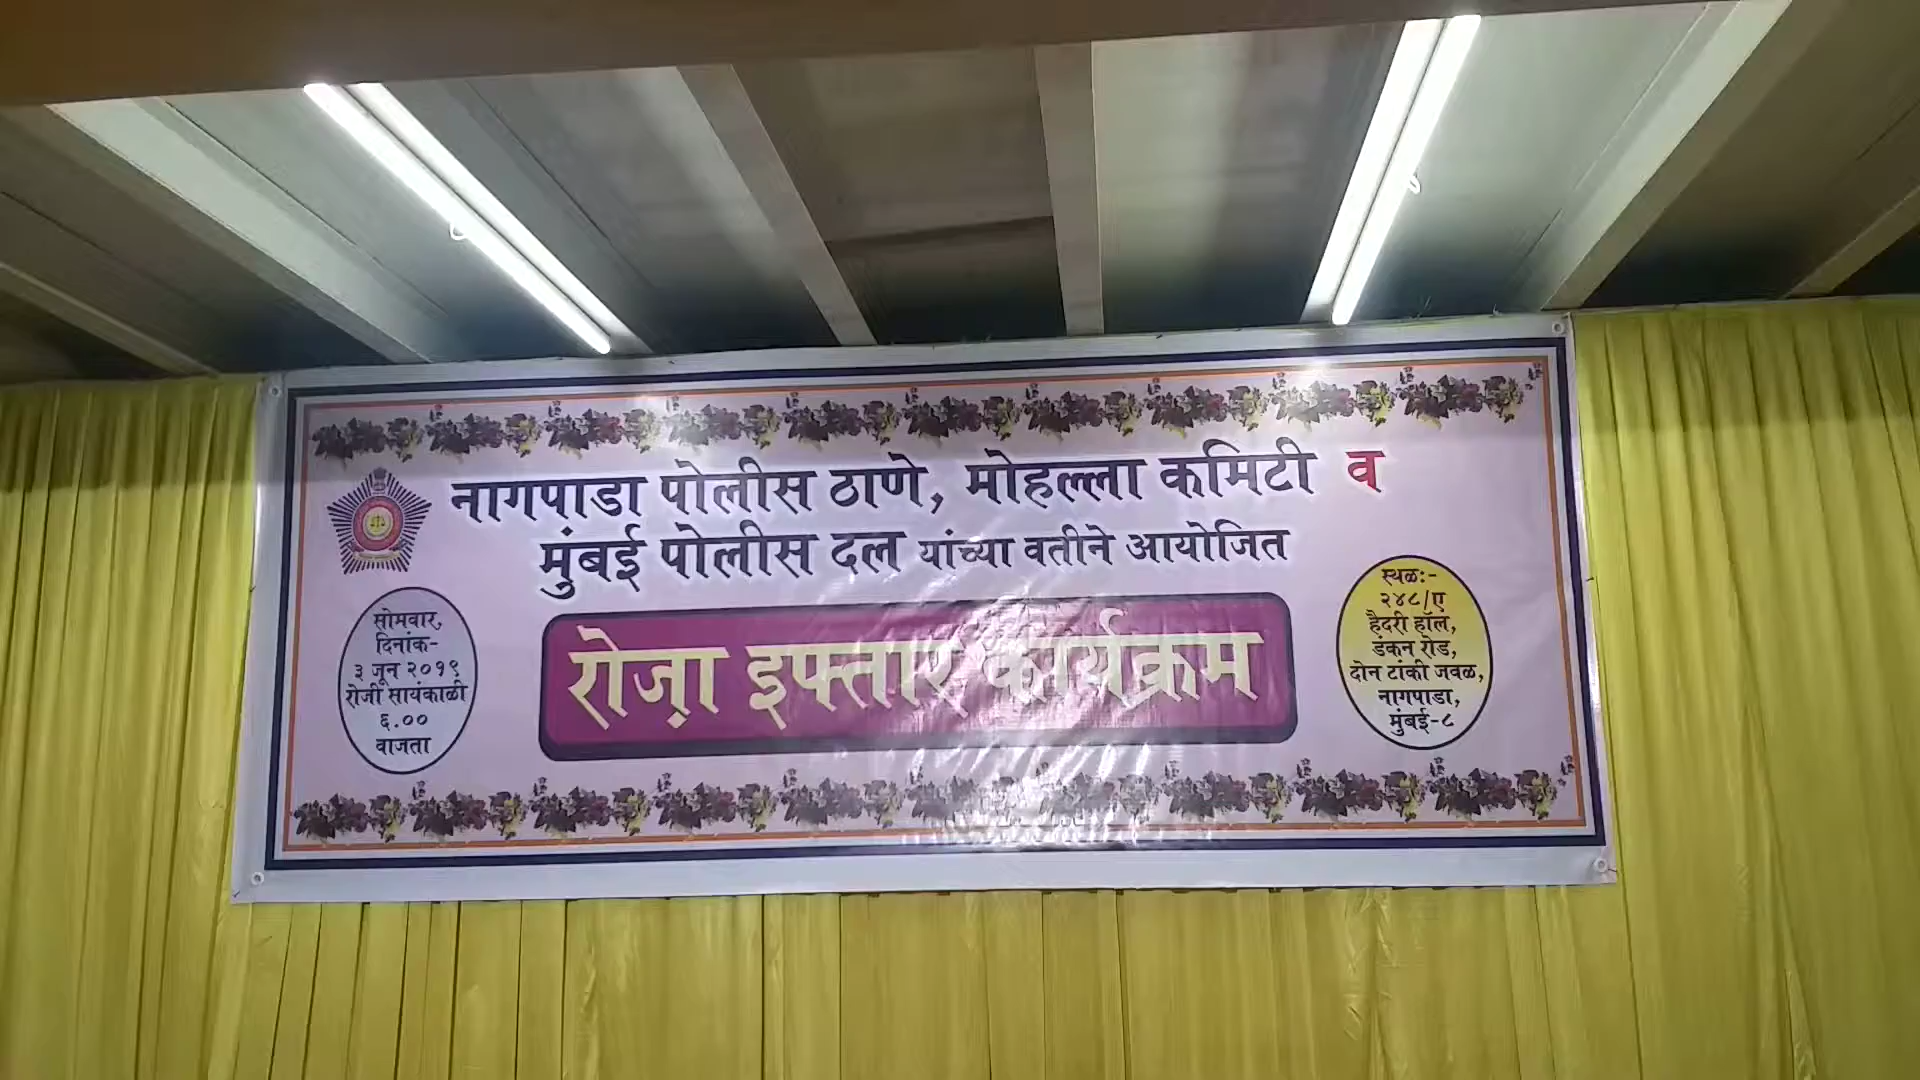 नागपाडा पोलीस ठाणे, मोहल्ला कमिटी व
मुंबई पोलीस दल यांच्या वतीने आयोजित
रोज़ा इफ्तार कार्यक्रम
सोमवार,
दिनांक-
३ जून २०१९
रोजी सायंकाळी
६.००
वाजता
स्थळ:-
२४८/ए
हैदरी हॉल,
डंकन रोड,
दोन टांकी जवळ,
नागपाडा,
मुंबई-८